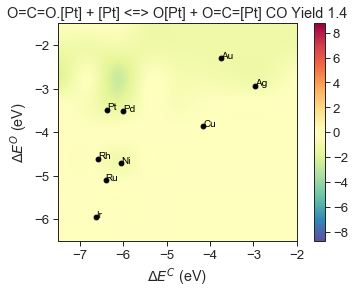 O=C=O.[Pt] + [Pt] <=> O[Pt] + O=C=[Pt] CO Yield 1.4
−2
−3
−4
−5
−6
ΔE^O (eV)
Au
Ag
Pt
Pd
Cu
Rh
Ni
Ru
Ir
−7
−6
−5
−4
−3
−2
ΔE^C (eV)
8
6
4
2
0
−2
−4
−6
−8